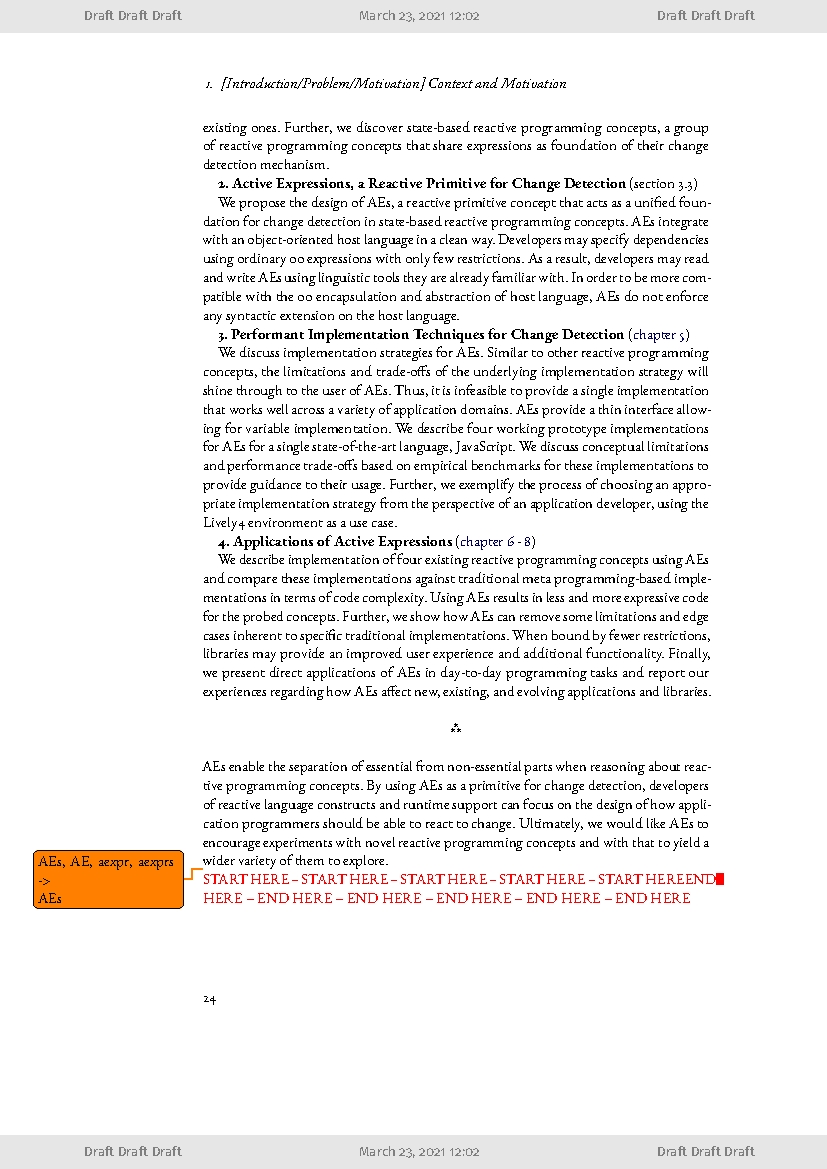 Draft Draft Draft March 23, 2021 12:02 Draft Draft Draft
1. [Introduction/Problem/Motivation] Context and Motivation
existing ones. Further, we discover state-based reactive programming concepts, a group
of reactive programming concepts that share expressions as foundation of their change
detection mechanism.
2. Active Expressions, a Reactive Primitive for Change Detection (section 3.3)
We propose the design of AEs, a reactive primitive concept that acts as a unified foun-
dation for change detection in state-based reactive programming concepts. AEs integrate
with an object-oriented host language in a clean way. Developers may specify dependencies
using ordinary oo expressions with only few restrictions. As a result, developers may read
and write AEs using linguistic tools they are already familiar with. In order to be more com-
patible with the oo encapsulation and abstraction of host language, AEs do not enforce
any syntactic extension on the host language.
3. Performant Implementation Techniques for Change Detection (chapter 5)
We discuss implementation strategies for AEs. Similar to other reactive programming
concepts, the limitations and trade-offs of the underlying implementation strategy will
shine through to the user of AEs. Thus, it is infeasible to provide a single implementation
that works well across a variety of application domains. AEs provide a thin interface allow-
ing for variable implementation. We describe four working prototype implementations
for AEs for a single state-of-the-art language, JavaScript. We discuss conceptual limitations
and performance trade-offs based on empirical benchmarks for these implementations to
provide guidance to their usage. Further, we exemplify the process of choosing an appro-
priate implementation strategy from the perspective of an application developer, using the
Lively4 environment as a use case.
4. Applications of Active Expressions (chapter 6 - 8)
We describe implementation of four existing reactive programming concepts using AEs
and compare these implementations against traditional meta programming-based imple-
mentations in terms of code complexity. Using AEs results in less and more expressive code
for the probed concepts. Further, we show how AEs can remove some limitations and edge
cases inherent to specific traditional implementations. When bound by fewer restrictions,
libraries may provide an improved user experience and additional functionality. Finally,
we present direct applications of AEs in day-to-day programming tasks and report our
experiences regarding how AEs affect new, existing, and evolving applications and libraries.
⁂
AEs enable the separation of essential from non-essential parts when reasoning about reac-
tive programming concepts. By using AEs as a primitive for change detection, developers
of reactive language constructs and runtime support can focus on the design of how appli-
cation programmers should be able to react to change. Ultimately, we would like AEs to
encourage experiments with novel reactive programming concepts and with that to yield a
wider variety of them to explore.
AEs, AE, aexpr, aexprs
->
AEs
START HERE – START HERE – START HERE – START HERE – START HEREEND
HERE – END HERE – END HERE – END HERE – END HERE – END HERE
24
Draft Draft Draft March 23, 2021 12:02 Draft Draft Draft